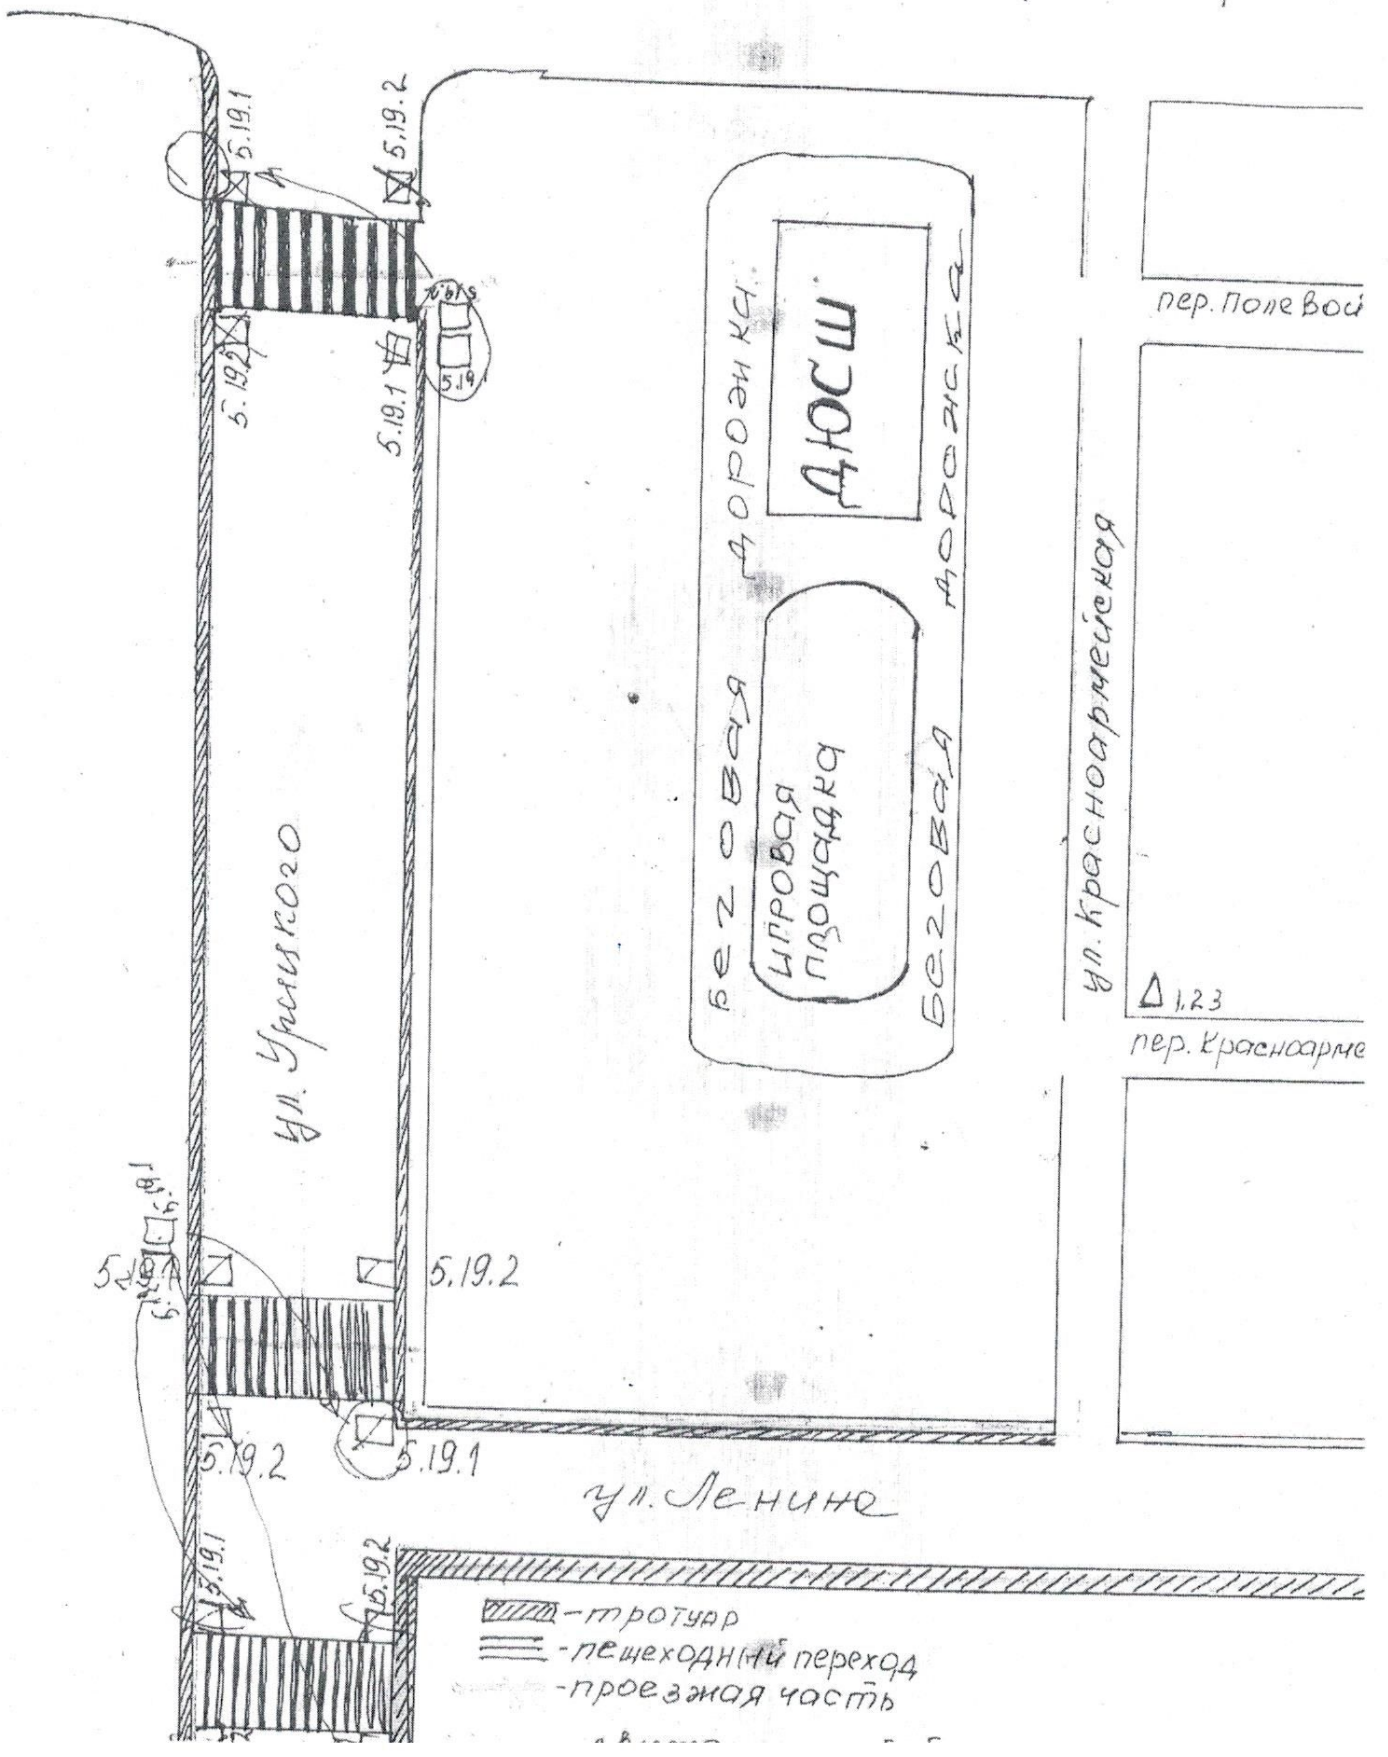 5.19.1
5.19.2
пер. Полевой
5.19.2
5.19.1
5.19
ДЮСШ
беговая дорожка
беговая дорожка
игровая
площадка
ул. Красноармейская
ул. Урицкого
1.23
пер. Красноарме
5.19.1
5.19.2
5.19.2
5.19.1
ул. Ленина
5.19.1
5.19.2
- тротуар
- пешеходный переход
- проезжая часть